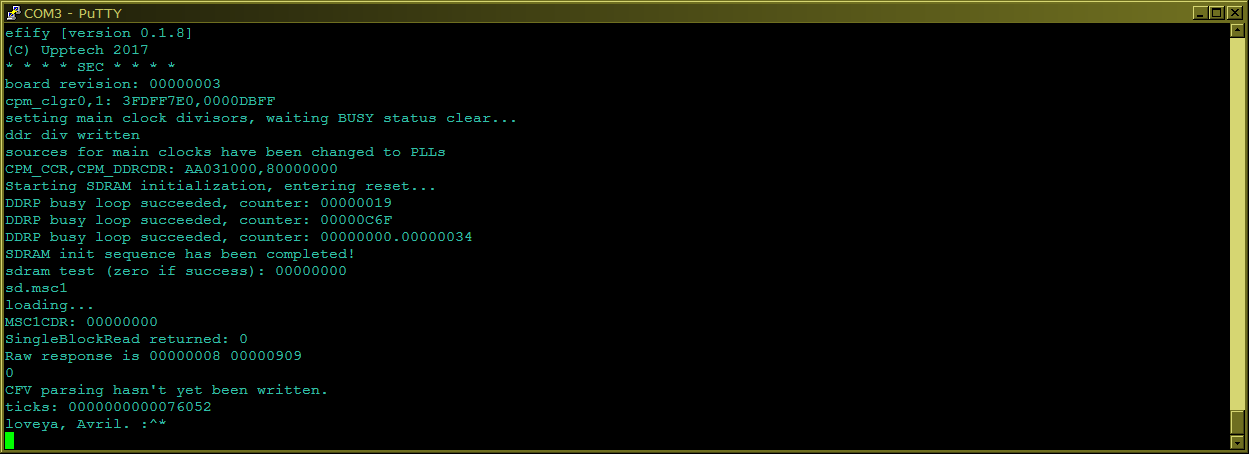 COM3 - PuTTY
efify [version 0.1.8]
(C) Upptech 2017
* * * * SEC * * * *
board revision: 00000003
cpm_clgr0,1: 3FDFF7E0,0000DBFF
setting main clock divisors, waiting BUSY status clear...
ddr div written
sources for main clocks have been changed to PLLs
CPM_CCR,CPM_DDRCDR: AA031000,80000000
Starting SDRAM initialization, entering reset...
DDRP busy loop succeeded, counter: 00000019
DDRP busy loop succeeded, counter: 00000C6F
DDRP busy loop succeeded, counter: 00000000.00000034
SDRAM init sequence has been completed!
sdram test (zero if success): 00000000
sd.msc1
loading...
MSC1CDR: 00000000
SingleBlockRead returned: 0
Raw response is 00000008 00000909
0
CFV parsing hasn't yet been written.
ticks: 0000000000076052
loveya, Avril. :^*